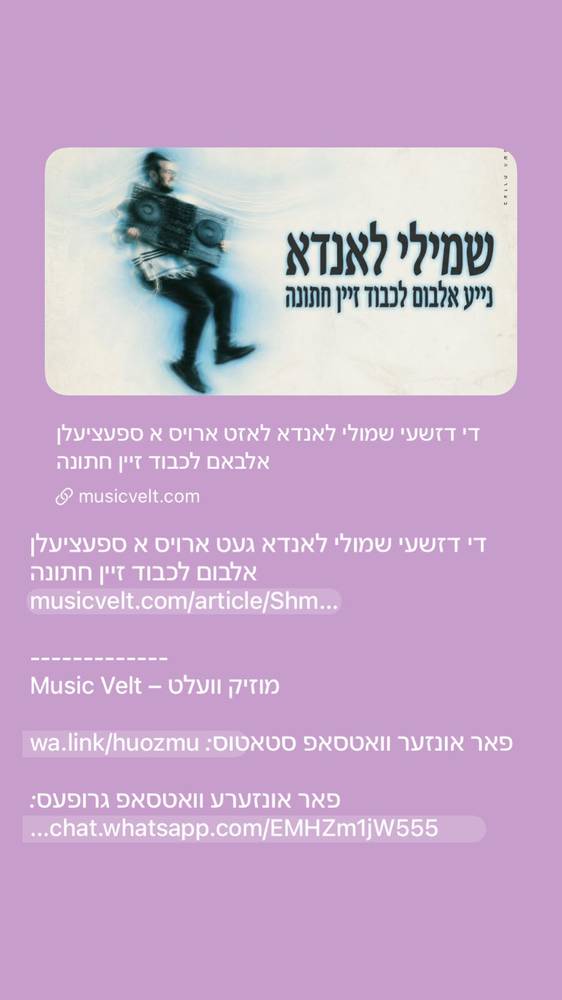 שמילי לאנדא
נייע אלבום לכבוד זיין חתונה
די דזשעי שמולי לאנדא לאזט ארויס א ספעציעלן
אלבאם לכבוד זיין חתונה
musicvelt.com
די דזשעי שמולי לאנדא געט ארויס א ספעציעלן
אלבום לכבוד זיין חתונה
musicvelt.com/article/Shm...
-------------
Music Velt – מוזיק וועלט
פאר אונזער וואטסאפ סטאטוס: wa.link/huozmu
פאר אונזערע וואטסאפ גרופעס:
...chat.whatsapp.com/EMHZm1jW555